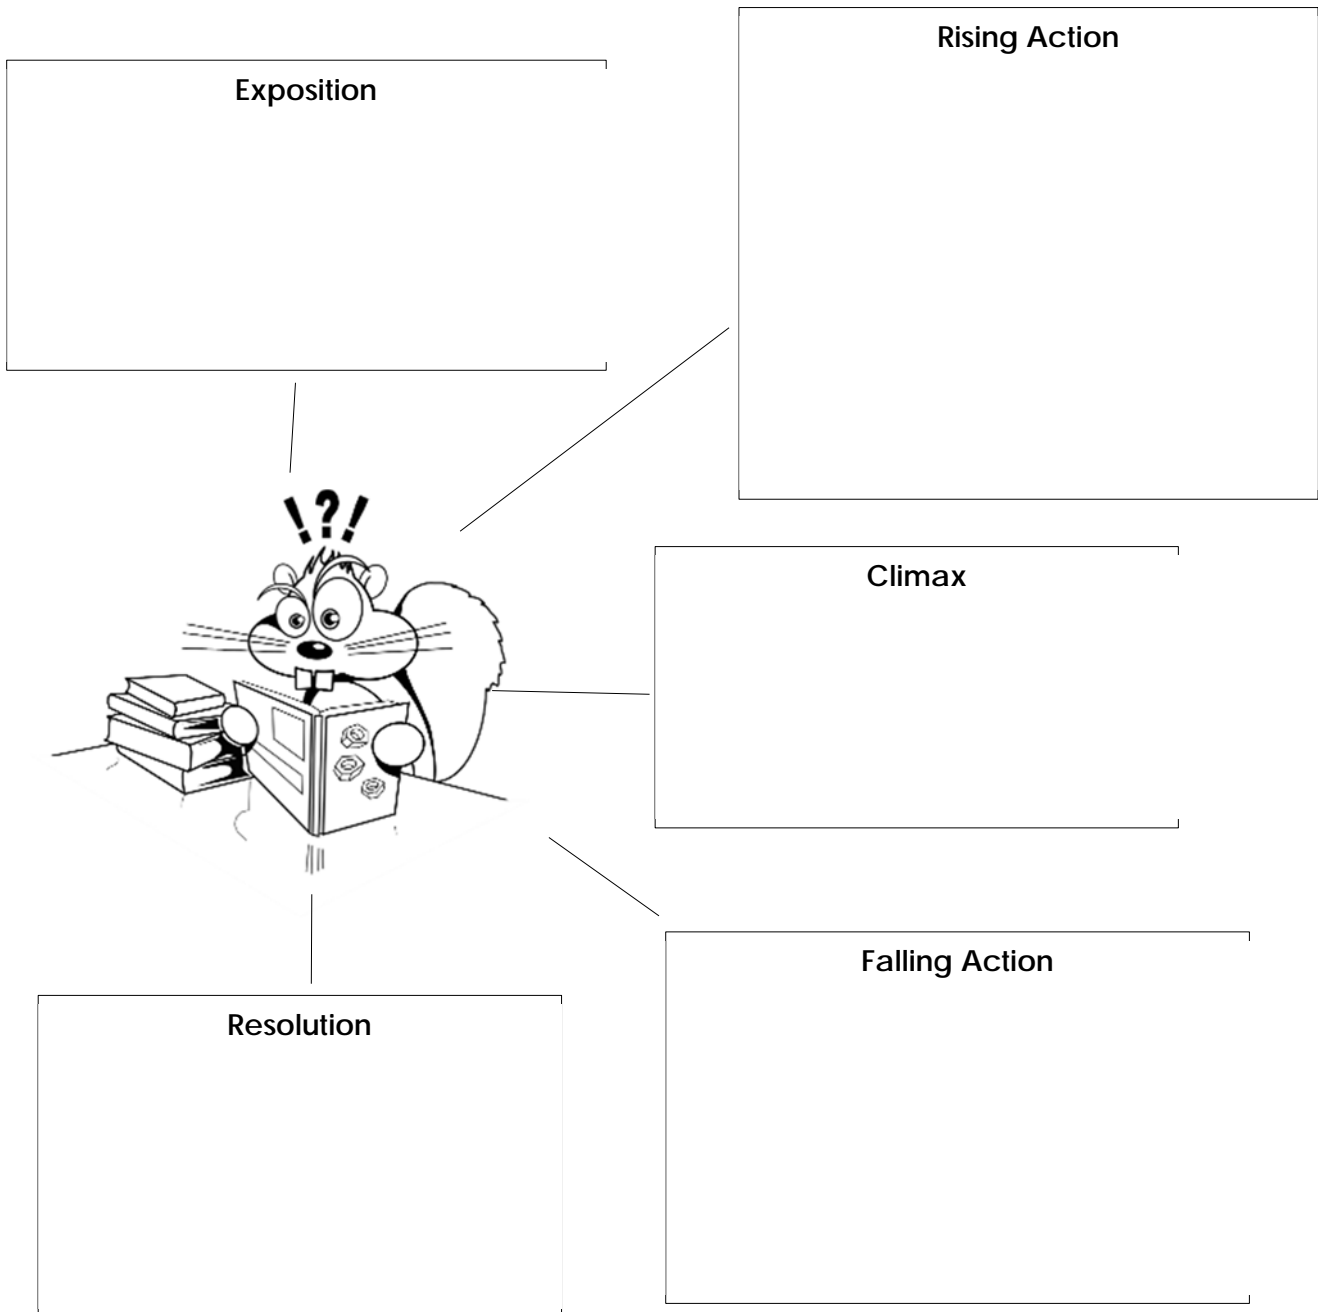 Rising Action
Exposition
!?!
Climax
Falling Action
Resolution